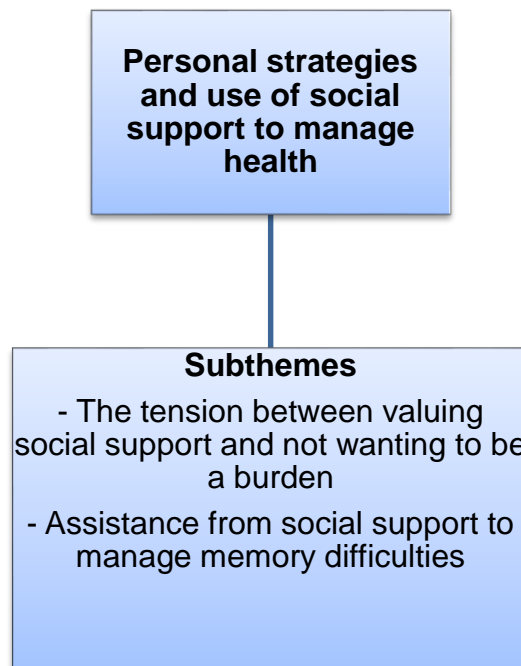 Personal strategies
and use of social
support to manage
health
Subthemes
- The tension between valuing
social support and not wanting to be
a burden
- Assistance from social support to
manage memory difficulties